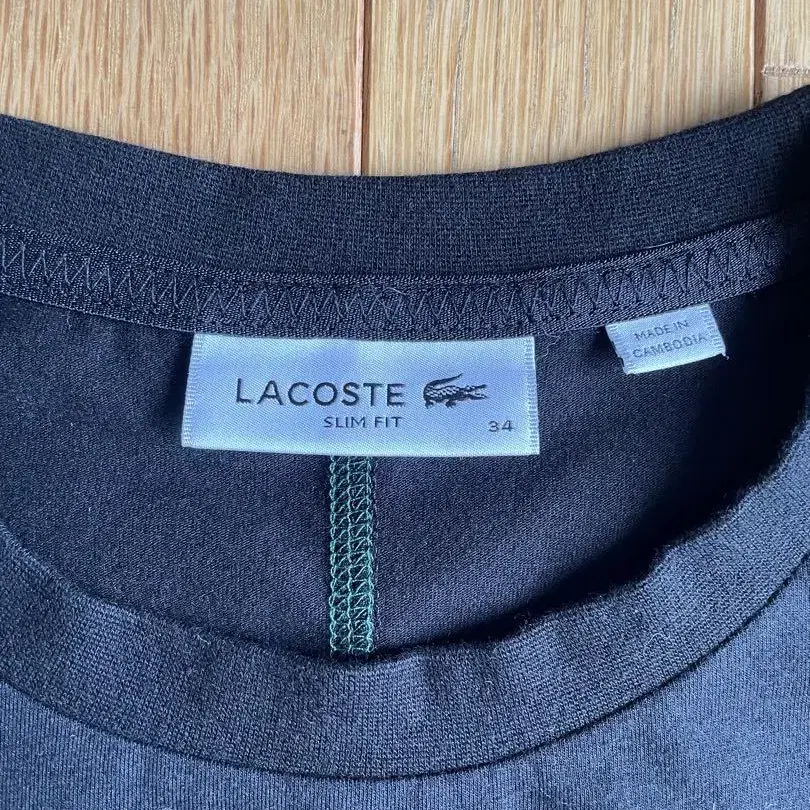 LACOSTE
SLIM FIT
34
MADE IN
CAMBODIA